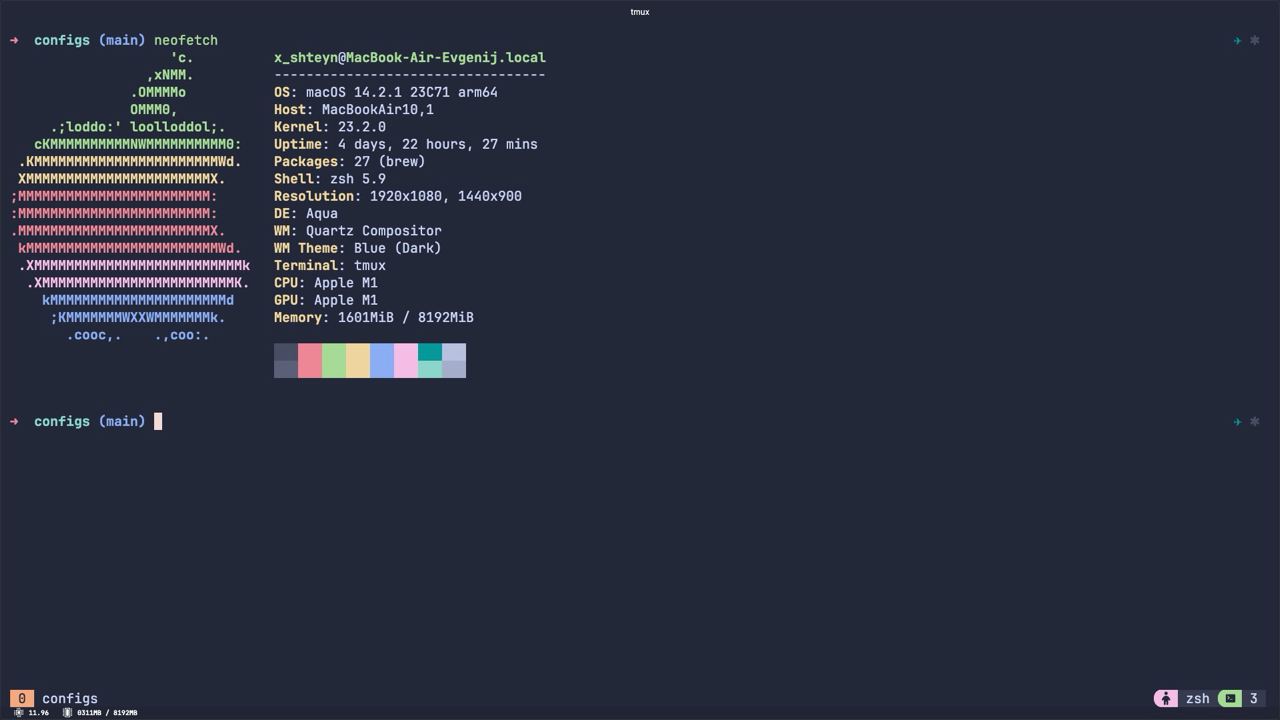 tmux
➜ configs (main) neofetch ✈ ✱
'c. x_shteyn@MacBook-Air-Evgenij.local
,xNMM. ----------------------------------
.OMMMMo OS: macOS 14.2.1 23C71 arm64
OMMM0, Host: MacBookAir10,1
.;loddo:' loolloddol;. Kernel: 23.2.0
cKMMMMMMMMMMNWMMMMMMMMMM0: Uptime: 4 days, 22 hours, 27 mins
.KMMMMMMMMMMMMMMMMMMMMMMMWd. Packages: 27 (brew)
XMMMMMMMMMMMMMMMMMMMMMMMX. Shell: zsh 5.9
;MMMMMMMMMMMMMMMMMMMMMMMM: Resolution: 1920x1080, 1440x900
:MMMMMMMMMMMMMMMMMMMMMMMM: DE: Aqua
.MMMMMMMMMMMMMMMMMMMMMMMMX. WM: Quartz Compositor
kMMMMMMMMMMMMMMMMMMMMMMMMWd. WM Theme: Blue (Dark)
.XMMMMMMMMMMMMMMMMMMMMMMMMMMk Terminal: tmux
.XMMMMMMMMMMMMMMMMMMMMMMMMK. CPU: Apple M1
kMMMMMMMMMMMMMMMMMMMMMMd GPU: Apple M1
;KMMMMMMMWXXWMMMMMMMk. Memory: 1601MiB / 8192MiB
.cooc,. .,coo:.
➜ configs (main) ✈ ✱
0 configs zsh 3
11.96 0311MB / 8192MB